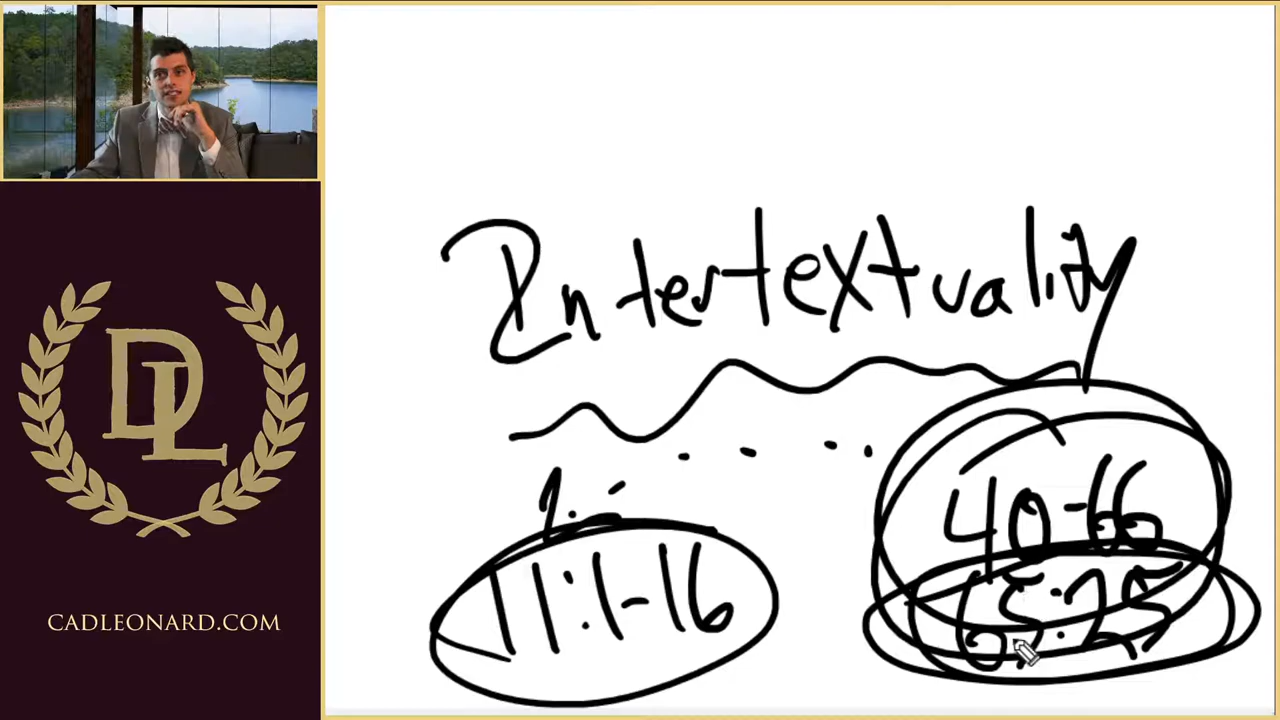 DL
CADLEONARD.COM
Intertextuality
40-66
11:1-16
65:25